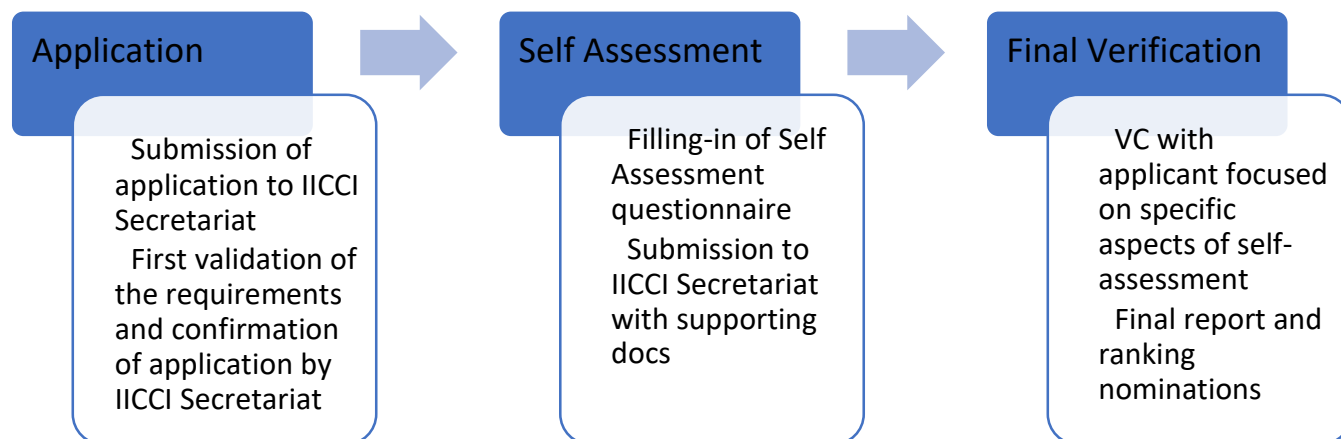 Application
Submission of
application to IICCI
Secretariat
First validation of
the requirements
and confirmation
of application by
IICCI Secretariat
Self Assessment
Filling-in of Self
Assessment
questionnaire
Submission to
IICCI Secretariat
with supporting
docs
Final Verification
VC with
applicant focused
on specific
aspects of self-
assessment
Final report and
ranking
nominations